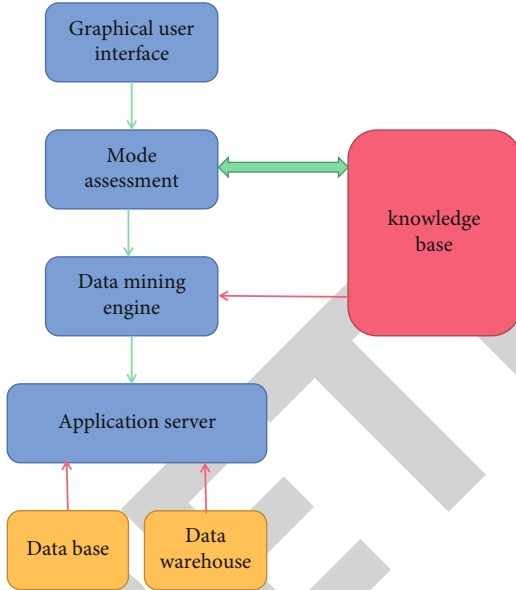 Graphical user
interface
Mode
assessment
knowledge
base
Data mining
engine
Application server
Data base
Data
warehouse